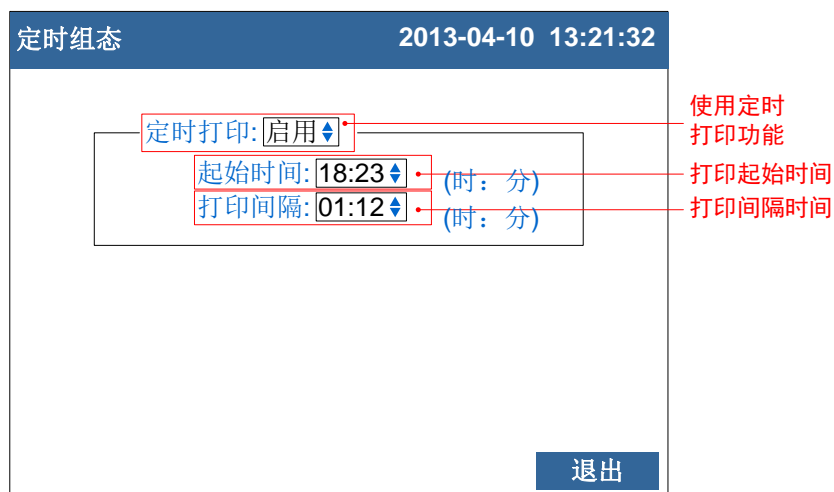 定时组态 2013-04-10 13:21:32
使用定时
打印功能
定时打印: 启用
起始时间: 18:23 (时：分)
打印起始时间
打印间隔: 01:12 (时：分)
打印间隔时间
退出